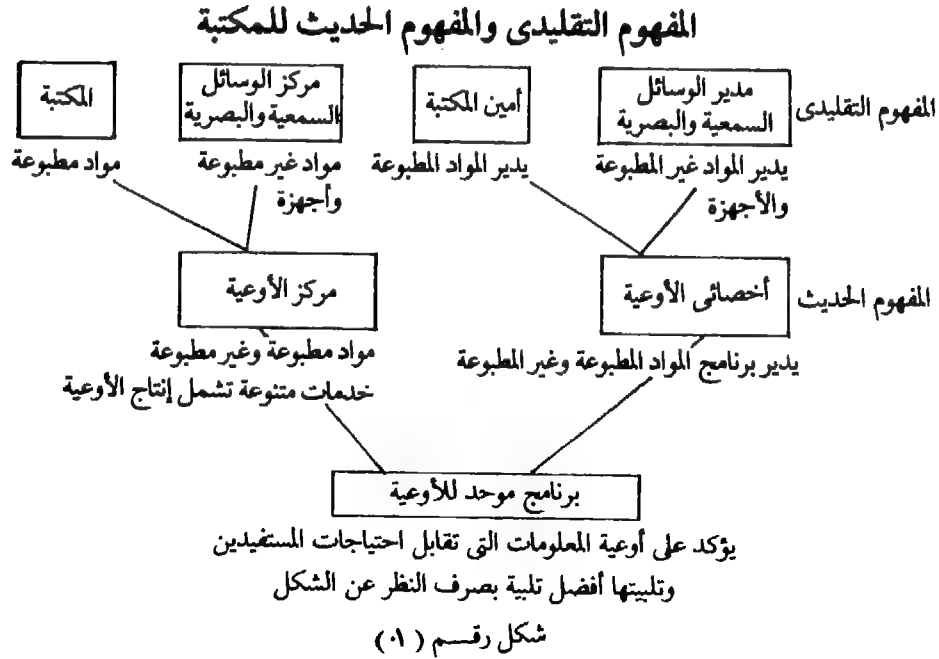 المفهوم التقليدى والمفهوم الحديث للمكتبة
المفهوم التقليدى
مدير الوسائل
السمعية والبصرية
أمين المكتبة
مركز الوسائل
السمعية والبصرية
المكتبة
يدير المواد غير المطبوعة
والأجهزة
يدير المواد المطبوعة
مواد غير مطبوعة
وأجهزة
مواد مطبوعة
المفهوم الحديث
أخصائى الأوعية
مركز الأوعية
يدير برنامج المواد المطبوعة وغير المطبوعة
مواد مطبوعة وغير مطبوعة
خدمات متنوعة تشمل إنتاج الأوعية
برنامج موحد للأوعية
يؤكد على أوعية المعلومات التى تقابل احتياجات المستفيدين
وتلبيتها أفضل تلبية بصرف النظر عن الشكل
شكل رقم (٠١)